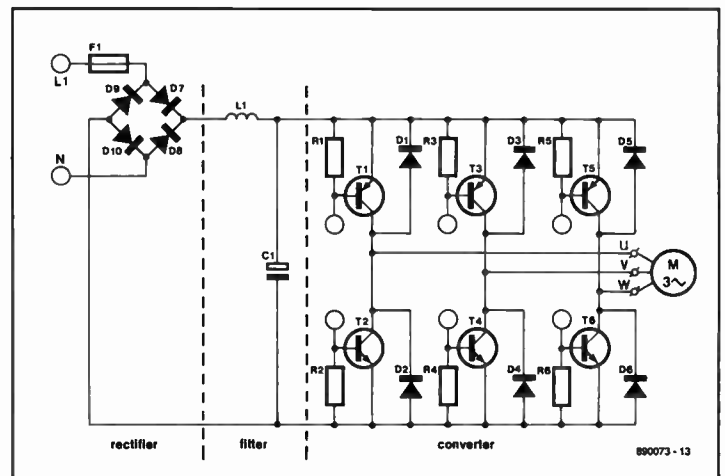 F1
L1
D9
D7
L1
R1
D1
R3
D3
R5
D5
T1
T3
T5
N
D10
D8
U
V
W
M
3~
C1
T2
T4
T6
R2
D2
R4
D4
R6
D6
rectifier
filter
converter
890073 - 13